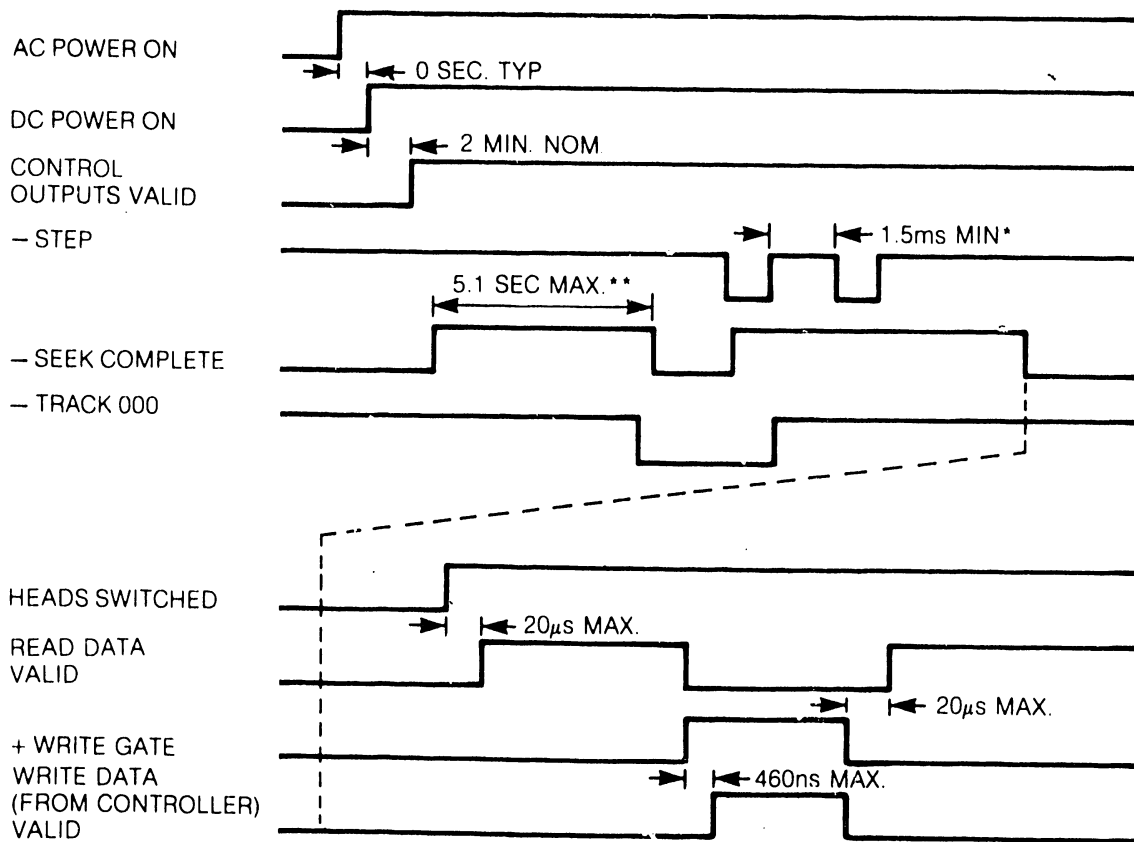 AC POWER ON
0 SEC. TYP
DC POWER ON
2 MIN. NOM.
CONTROL
OUTPUTS VALID
– STEP
1.5ms MIN*
5.1 SEC MAX.**
– SEEK COMPLETE
– TRACK 000
HEADS SWITCHED
20μs MAX.
READ DATA
VALID
20μs MAX.
+ WRITE GATE
460ns MAX.
WRITE DATA
(FROM CONTROLLER)
VALID